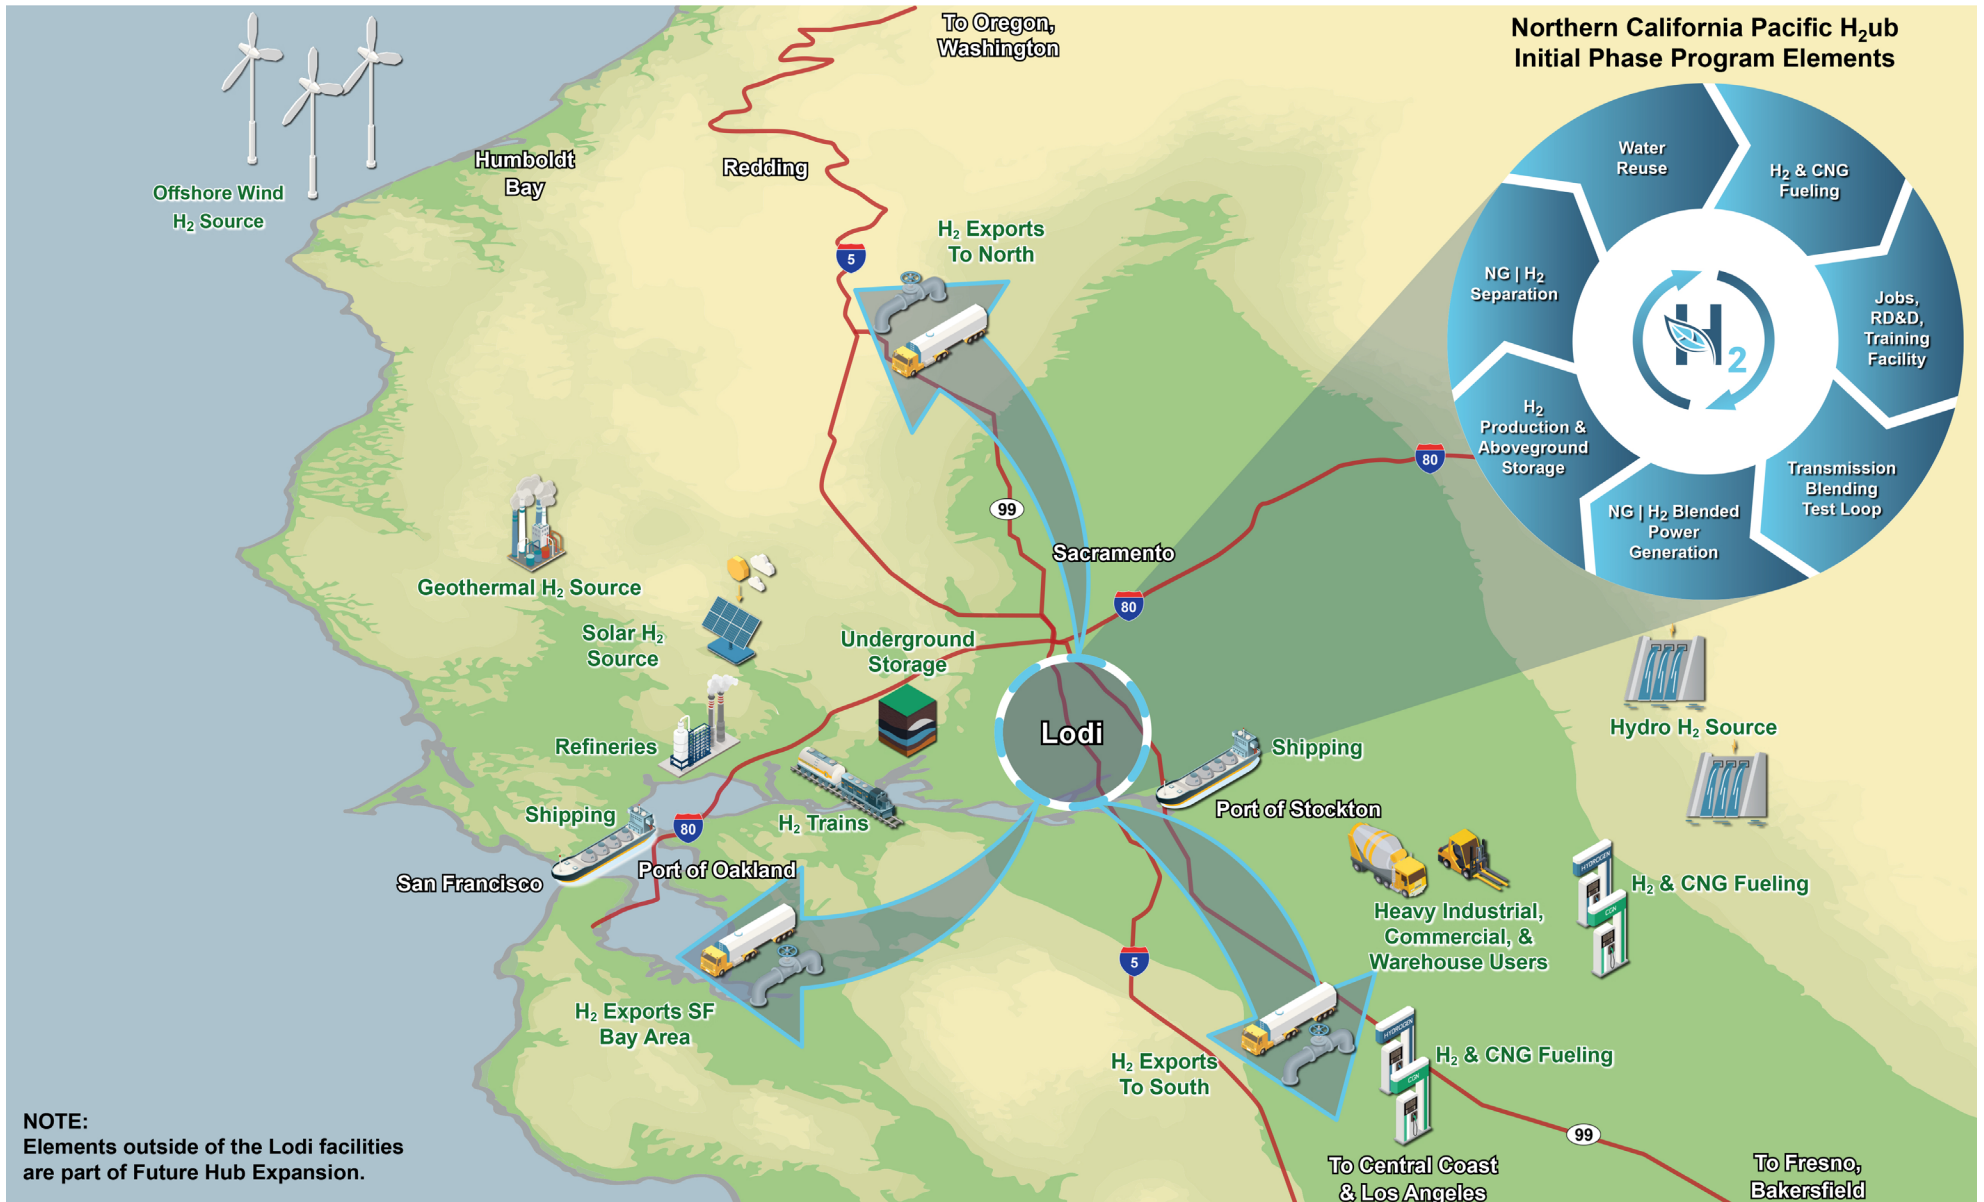 To Oregon,
Washington
Northern California Pacific H₂ub
Initial Phase Program Elements
Water
Reuse
H₂ & CNG
Fueling
Jobs,
RD&D,
Training
Facility
Transmission
Blending
Test Loop
NG | H₂ Blended
Power
Generation
H₂
Production &
Aboveground
Storage
NG | H₂
Separation
H
2
Humboldt
Bay
Redding
Offshore Wind
H₂ Source
5
H₂ Exports
To North
80
99
Sacramento
80
Geothermal H₂ Source
Solar H₂
Source
Underground
Storage
Lodi
Hydro H₂ Source
Refineries
Shipping
Port of Stockton
Shipping
80
H₂ Trains
San Francisco
Port of Oakland
Heavy Industrial,
Commercial, &
Warehouse Users
HYDROGEN
CGN
H₂ & CNG Fueling
5
H₂ Exports SF
Bay Area
H₂ Exports
To South
HYDROGEN
CGN
H₂ & CNG Fueling
99
NOTE:
Elements outside of the Lodi facilities
are part of Future Hub Expansion.
To Central Coast
& Los Angeles
To Fresno,
Bakersfield